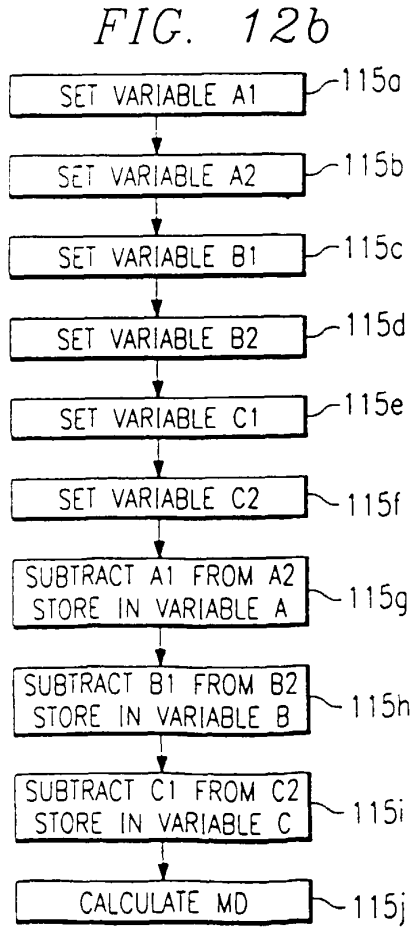 FIG. 12b
SET VARIABLE A1
115a
SET VARIABLE A2
115b
SET VARIABLE B1
115c
SET VARIABLE B2
115d
SET VARIABLE C1
115e
SET VARIABLE C2
115f
SUBTRACT A1 FROM A2
STORE IN VARIABLE A
115g
SUBTRACT B1 FROM B2
STORE IN VARIABLE B
115h
SUBTRACT C1 FROM C2
STORE IN VARIABLE C
115i
CALCULATE MD
115j